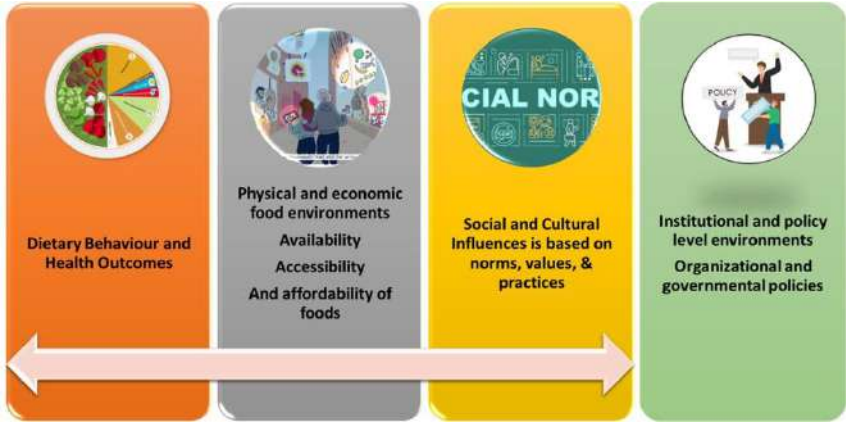 Dietary Behaviour and
Health Outcomes
Physical and economic
food environments
Availability
Accessibility
And affordability of
foods
CIAL NOR
Social and Cultural
Influences is based on
norms, values, &
practices
POLICY
Institutional and policy
level environments
Organizational and
governmental policies